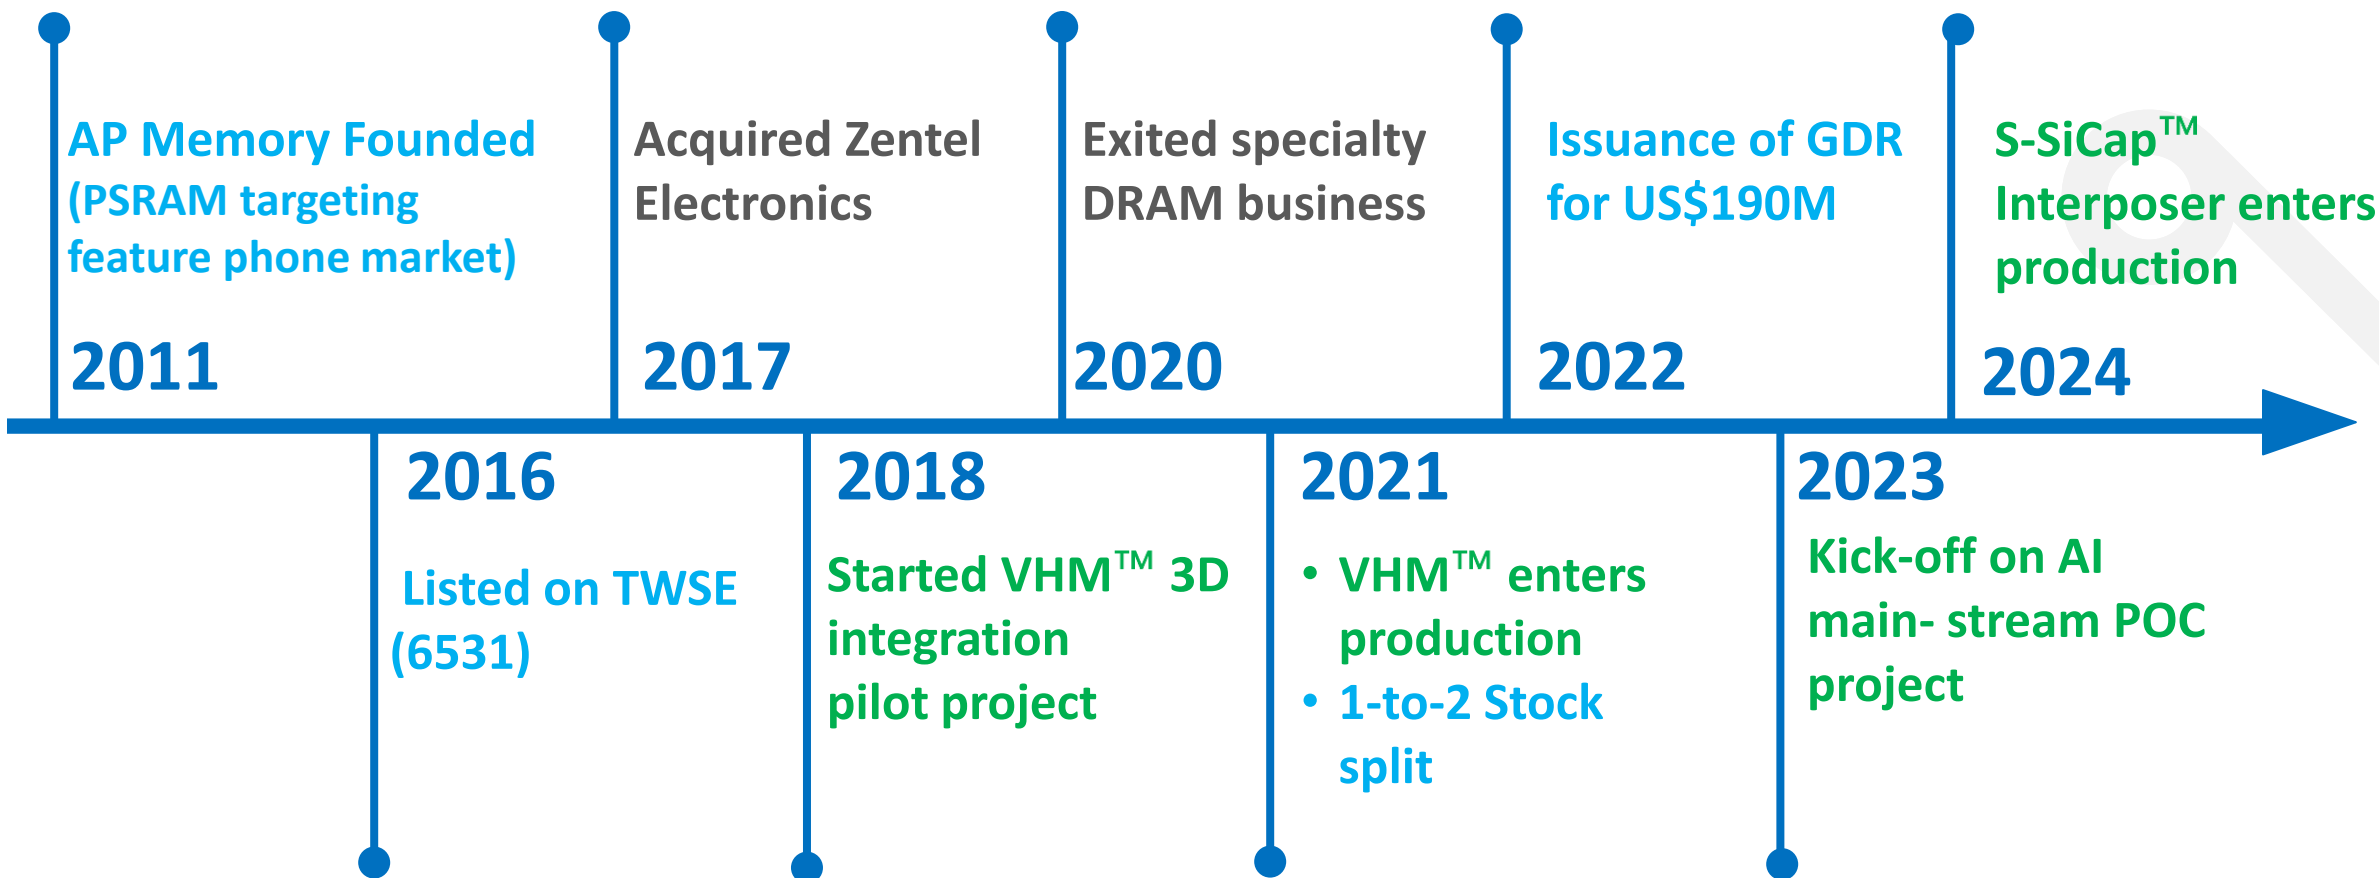 AP Memory Founded
(PSRAM targeting
feature phone market)
2011
2016
Listed on TWSE
(6531)
Acquired Zentel
Electronics
2017
2018
Started VHM™ 3D
integration
pilot project
Exited specialty
DRAM business
2020
2021
• VHM™ enters
production
• 1-to-2 Stock
split
Issuance of GDR
for US$190M
2022
2023
Kick-off on AI
main- stream POC
project
S-SiCap™
Interposer enters
production
2024